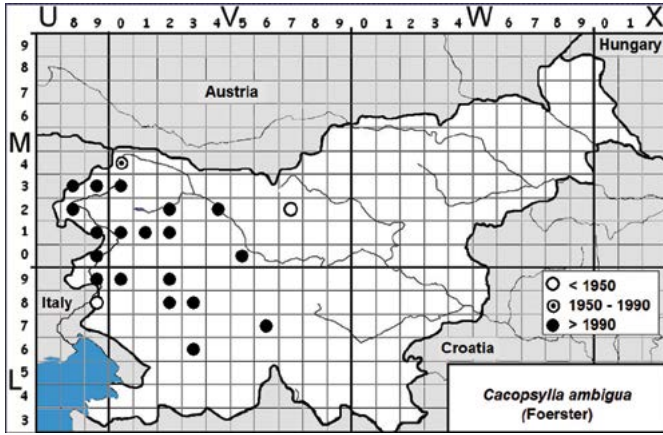 U 8 9 0 1 2 3 4 V 5 6 7 8 9 0 1 2 3 4 W 5 6 7 8 9 0 1 X
9
8
7
6
M
4
3
2
1
0
9
8
7
6
5
L
4
3
Hungary
Austria
Italy
Croatia
< 1950
1950 - 1990
> 1990
Cacopsylla ambigua
(Foerster)